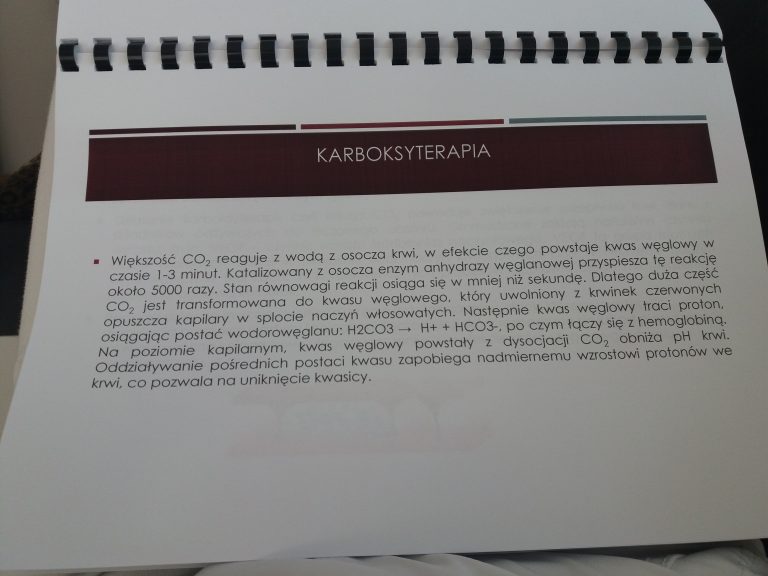 KARBOKSYTERAPIA
▪ Większość CO₂ reaguje z wodą z osocza krwi, w efekcie czego powstaje kwas węglowy w
czasie 1-3 minut. Katalizowany z osocza enzym anhydrazy węglanowej przyspiesza tę reakcję
około 5000 razy. Stan równowagi reakcji osiąga się w mniej niż sekundę. Dlatego duża część
CO₂ jest transformowana do kwasu węglowego, który uwolniony z krwinek czerwonych
opuszcza kapilary w splocie naczyń włosowatych. Następnie kwas węglowy traci proton,
osiągając postać wodorowęglanu: H2CO3 → H+ + HCO3-, po czym łączy się z hemoglobiną.
Na poziomie kapilarnym, kwas węglowy powstały z dysocjacji CO₂ obniża pH krwi.
Oddziaływanie pośrednich postaci kwasu zapobiega nadmiernemu wzrostowi protonów we
krwi, co pozwala na uniknięcie kwasicy.